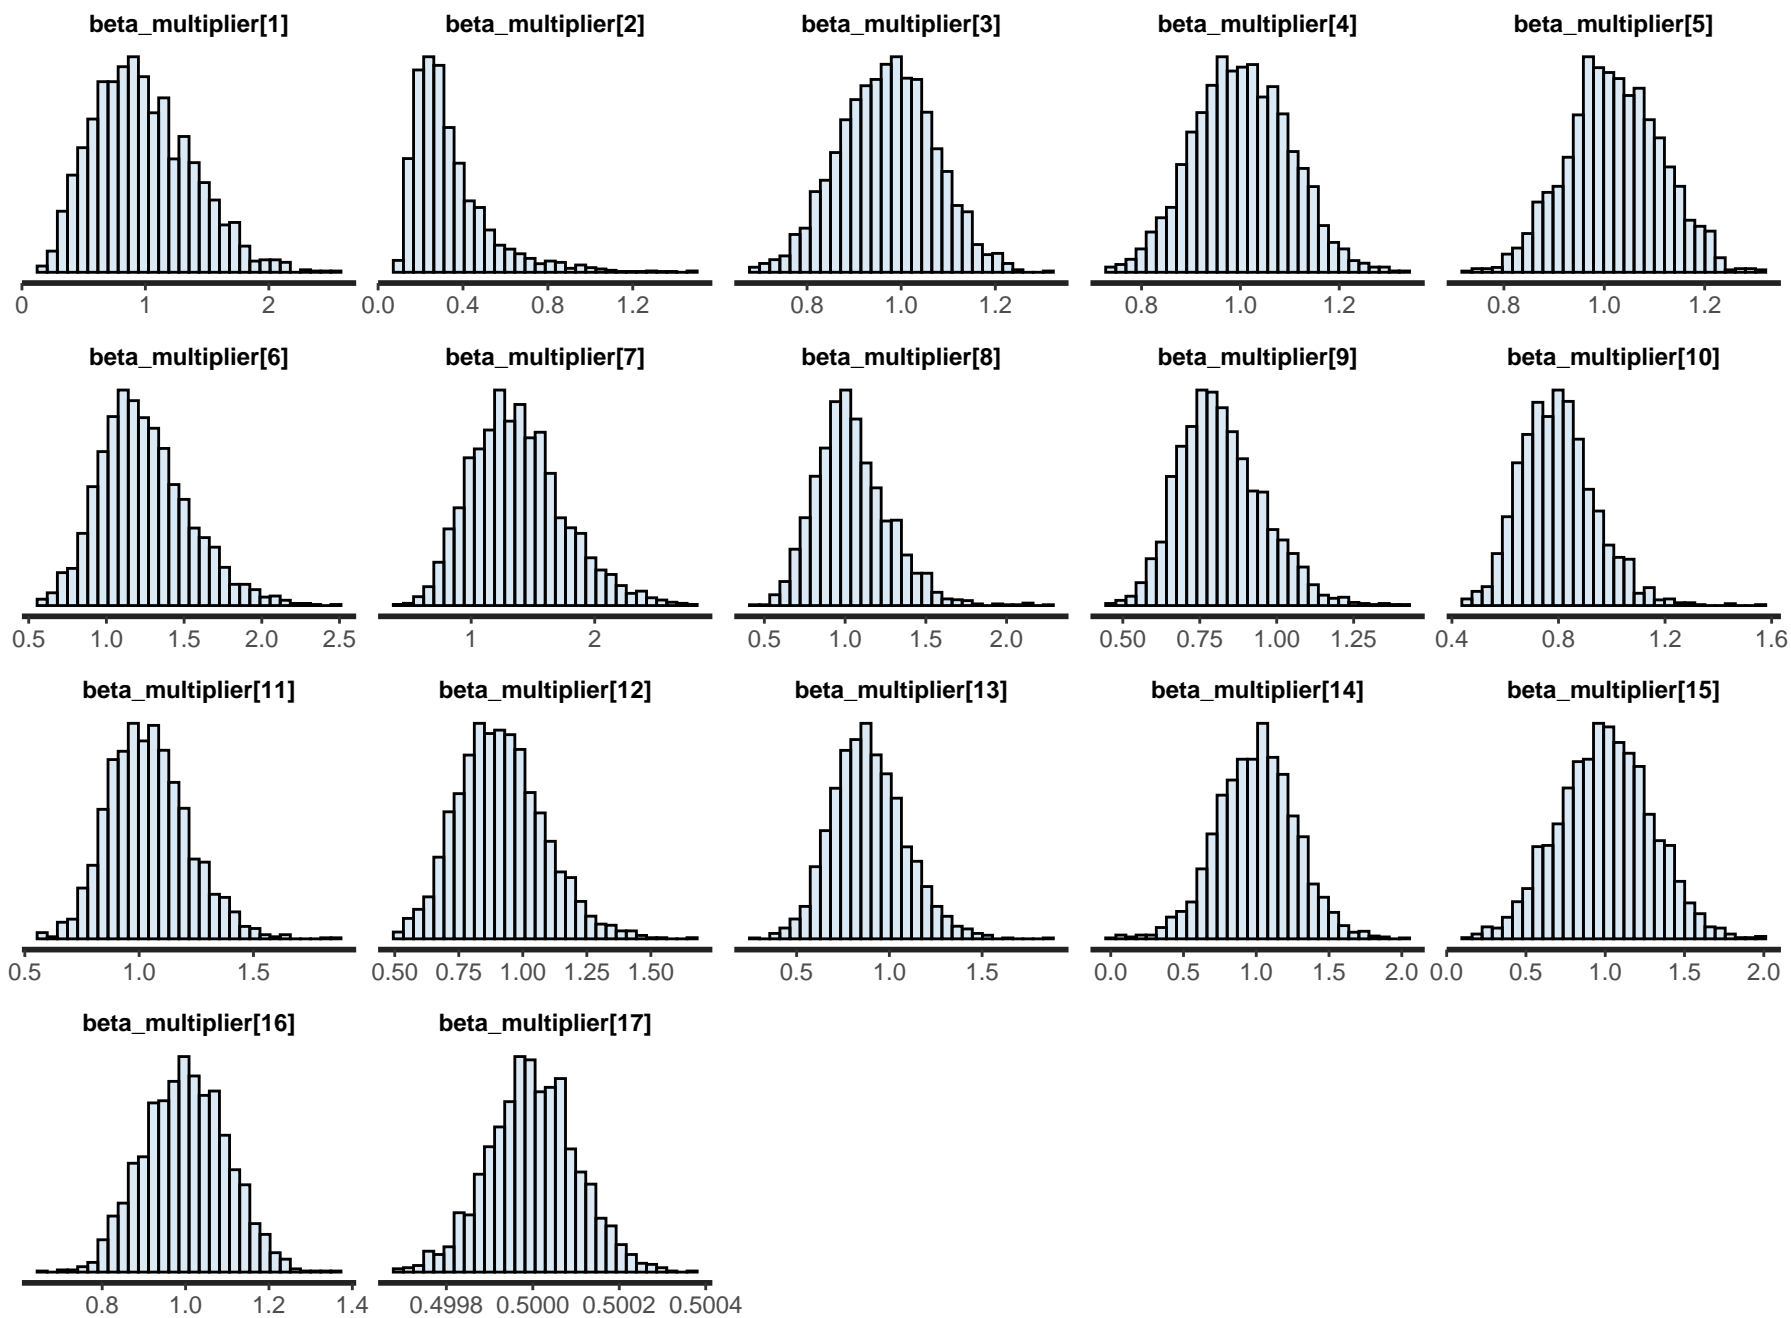 beta_multiplier[1] beta_multiplier[2] beta_multiplier[3] beta_multiplier[4] beta_multiplier[5]
0 1 2 0.0 0.4 0.8 1.2 0.8 1.0 1.2 0.8 1.0 1.2 0.8 1.0 1.2
beta_multiplier[6] beta_multiplier[7] beta_multiplier[8] beta_multiplier[9] beta_multiplier[10]
0.5 1.0 1.5 2.0 2.5 1 2 0.5 1.0 1.5 2.0 0.50 0.75 1.00 1.25 0.4 0.8 1.2 1.6
beta_multiplier[11] beta_multiplier[12] beta_multiplier[13] beta_multiplier[14] beta_multiplier[15]
0.5 1.0 1.5 0.50 0.75 1.00 1.25 1.50 0.5 1.0 1.5 0.0 0.5 1.0 1.5 2.0 0.0 0.5 1.0 1.5 2.0
beta_multiplier[16] beta_multiplier[17]
0.8 1.0 1.2 1.4 0.4998 0.5000 0.5002 0.5004